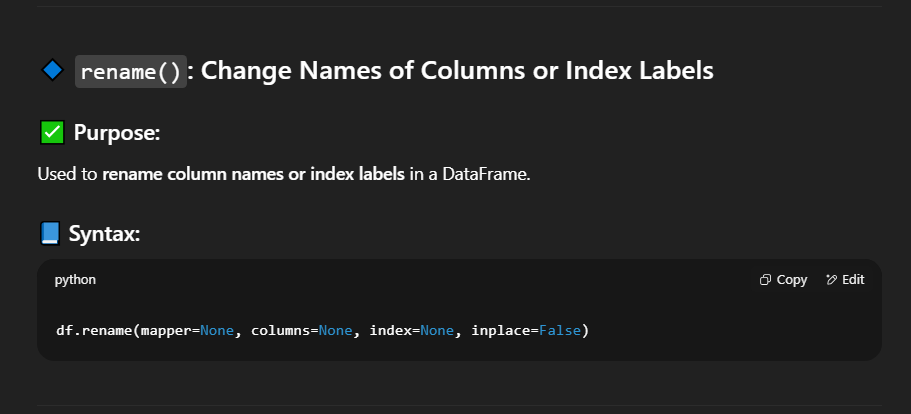 rename(): Change Names of Columns or Index Labels
Purpose:
Used to rename column names or index labels in a DataFrame.
Syntax:
python Copy Edit
df.rename(mapper=None, columns=None, index=None, inplace=False)